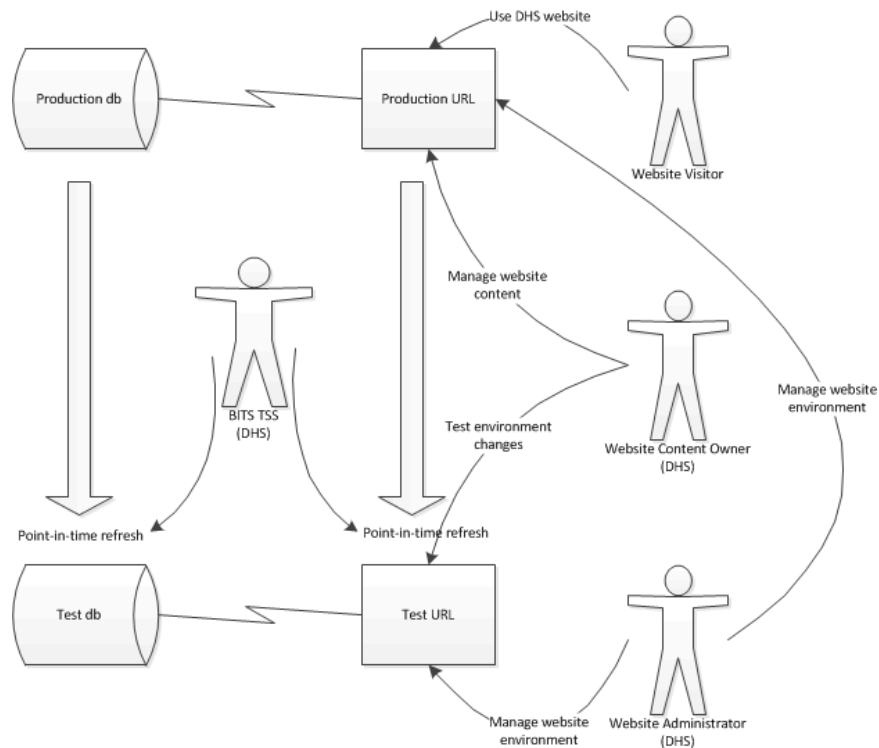 Use DHS website
Production db
Production URL
Website Visitor
Manage website
content
BITS TSS
(DHS)
Manage website
environment
Test environment
changes
Website Content Owner
(DHS)
Point-in-time refresh
Point-in-time refresh
Test db
Test URL
Manage website
environment
Website Administrator
(DHS)